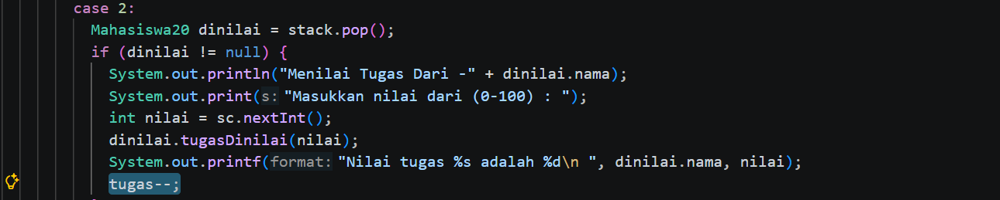 case 2:
Mahasiswa20 dinilai = stack.pop();
if (dinilai != null) {
System.out.println("Menilai Tugas Dari -" + dinilai.nama);
System.out.print(s: "Masukkan nilai dari (0-100) : ");
int nilai = sc.nextInt();
dinilai.tugasDinilai(nilai);
System.out.printf(format: "Nilai tugas %s adalah %d\n ", dinilai.nama, nilai);
tugas--;